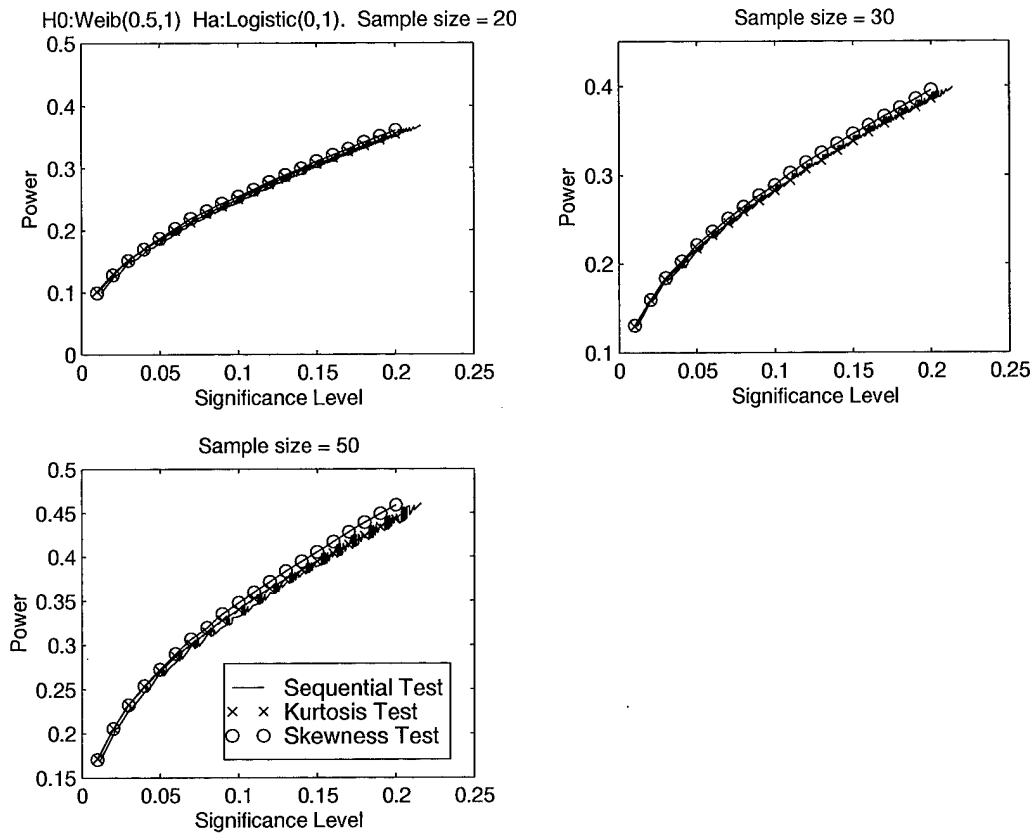 H0:Weib(0.5,1) Ha:Logistic(0,1). Sample size = 20
0.5
0.4
0.3
0.2
0.1
0
Power
0 0.05 0.1 0.15 0.2 0.25
Significance Level
Sample size = 30
0.4
0.3
0.2
0.1
Power
0 0.05 0.1 0.15 0.2 0.25
Significance Level
Sample size = 50
0.5
0.45
0.4
0.35
0.3
0.25
0.2
0.15
Power
Sequential Test
Kurtosis Test
Skewness Test
0 0.05 0.1 0.15 0.2 0.25
Significance Level